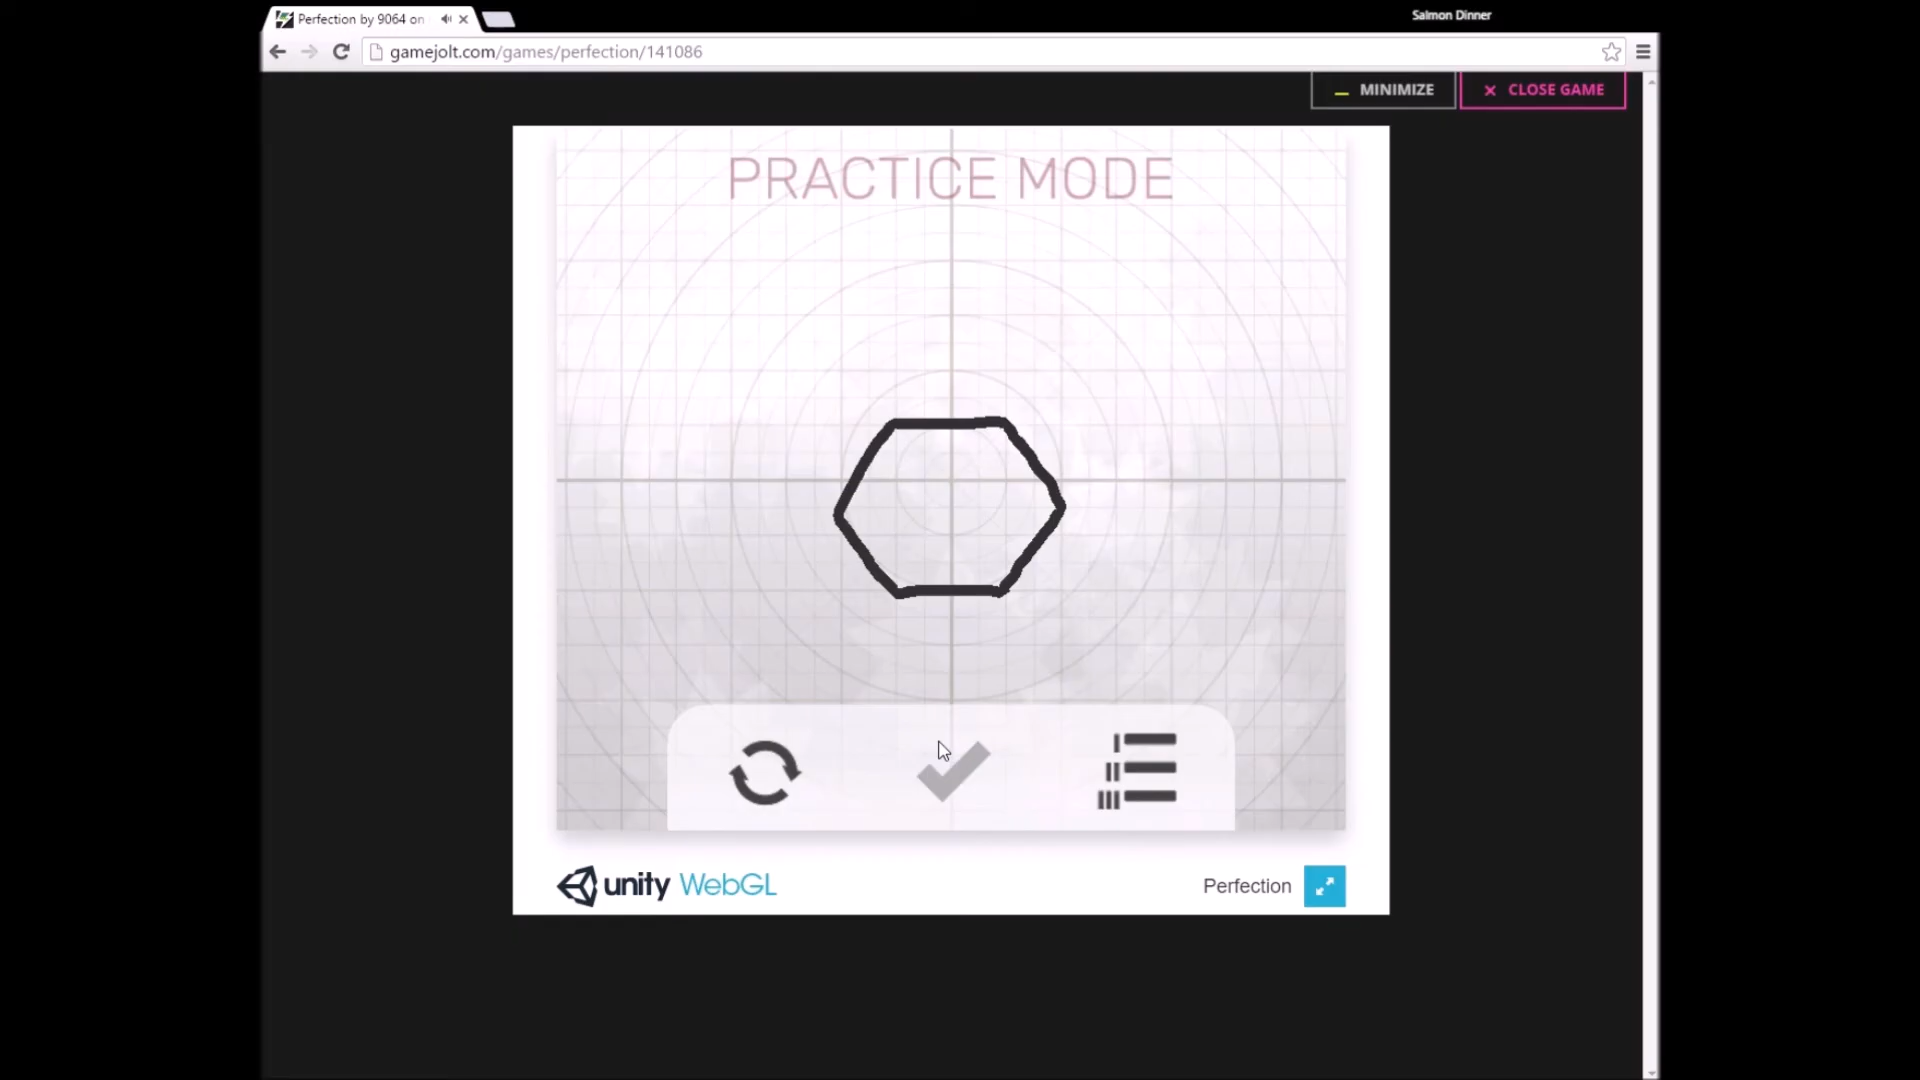 Perfection by 9064 on
Salmon Dinner
gamejolt.com/games/perfection/141086
MINIMIZE
CLOSE GAME
PRACTICE MODE
unity WebGL
Perfection